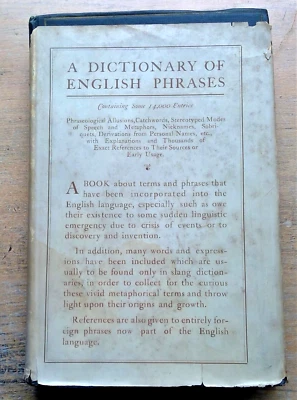 A DICTIONARY OF
ENGLISH PHRASES
Containing Some 14,000 Entries
Phraseological Allusions, Catchwords, Stereotyped Modes
of Speech and Metaphors, Nicknames, Sobri-
quets, Derivations from Personal Names, etc.,
with Explanations and Thousands of
Exact References to Their Sources or
Early Usage.
A BOOK about terms and phrases that
have been incorporated into the
English language, especially such as owe
their existence to some sudden linguistic
emergency due to crisis of events or to
discovery and invention.
In addition, many words and expres-
sions have been included which are us-
ually to be found only in slang diction-
aries, in order to collect for the curious
these vivid metaphorical terms and throw
light upon their origins and growth.
References are also given to entirely for-
eign phrases now part of the English
language.